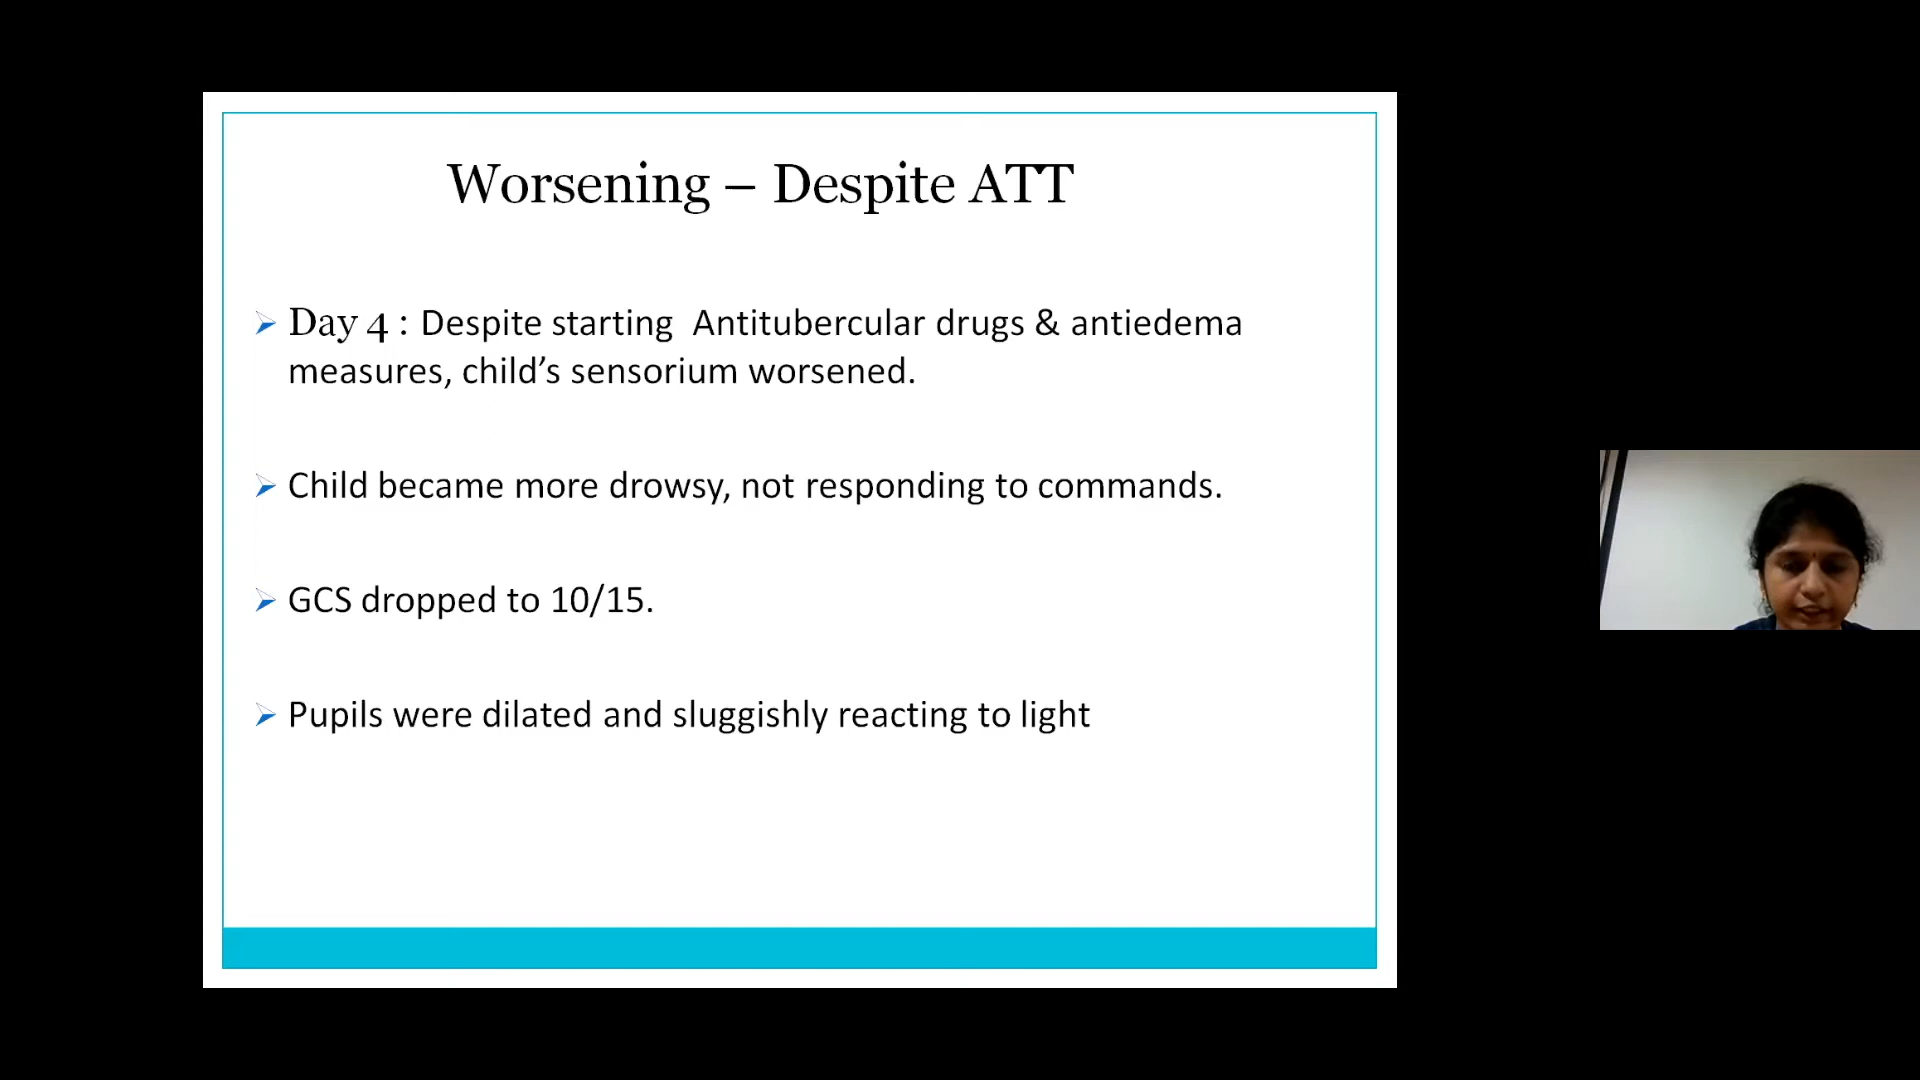 Worsening – Despite ATT
➢ Day 4 : Despite starting  Antitubercular drugs & antiedema
measures, child’s sensorium worsened.
➢ Child became more drowsy, not responding to commands.
➢ GCS dropped to 10/15.
➢ Pupils were dilated and sluggishly reacting to light